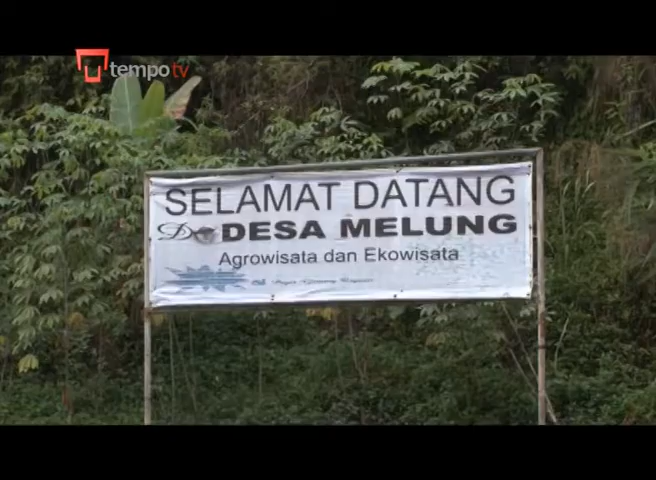 tempo tv
SELAMAT DATANG
DESA MELUNG
Agrowisata dan Ekowisata